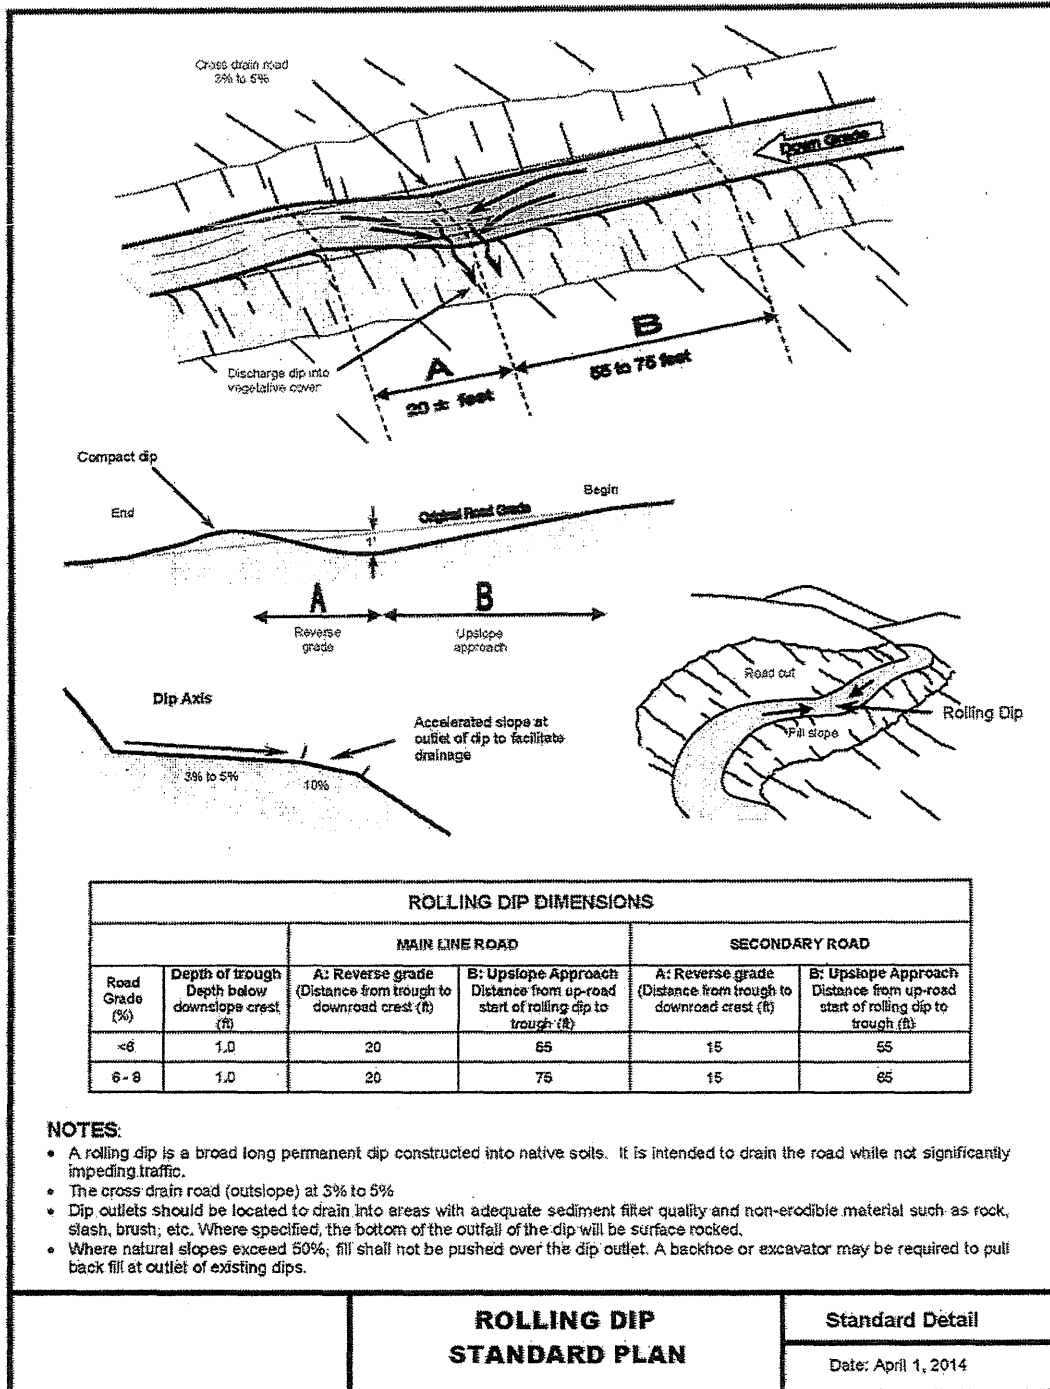 Cross drain road
3% to 5%
Down Grade
B
55 to 75 feet
A
20 ± feet
Discharge dip into
vegetative cover
Compact dip
End
Original Road Grade
Begin
1'
A
B
Reverse
grade
Upslope
approach
Dip Axis
Accelerated slope at
outlet of dip to facilitate
drainage
3% to 5%
10%
Road cut
Rolling Dip
Fill slope
ROLLING DIP DIMENSIONS
MAIN LINE ROAD
SECONDARY ROAD
Road
Grade
(%)
Depth of trough
Depth below
downslope crest
(ft)
A: Reverse grade
(Distance from trough to
downroad crest (ft)
B: Upslope Approach
Distance from up-road
start of rolling dip to
trough (ft)
A: Reverse grade
(Distance from trough to
downroad crest (ft)
B: Upslope Approach
Distance from up-road
start of rolling dip to
trough (ft)
<6 1.0 20 65 15 55
6 - 8 1.0 20 75 15 65
NOTES:
• A rolling dip is a broad long permanent dip constructed into native soils. It is intended to drain the road while not significantly
impeding traffic.
• The cross drain road (outslope) at 3% to 5%
• Dip outlets should be located to drain into areas with adequate sediment filter quality and non-erodible material such as rock,
slash, brush, etc. Where specified, the bottom of the outfall of the dip will be surface rocked.
• Where natural slopes exceed 50%; fill shall not be pushed over the dip outlet. A backhoe or excavator may be required to pull
back fill at outlet of existing dips.
ROLLING DIP
STANDARD PLAN
Standard Detail
Date: April 1, 2014